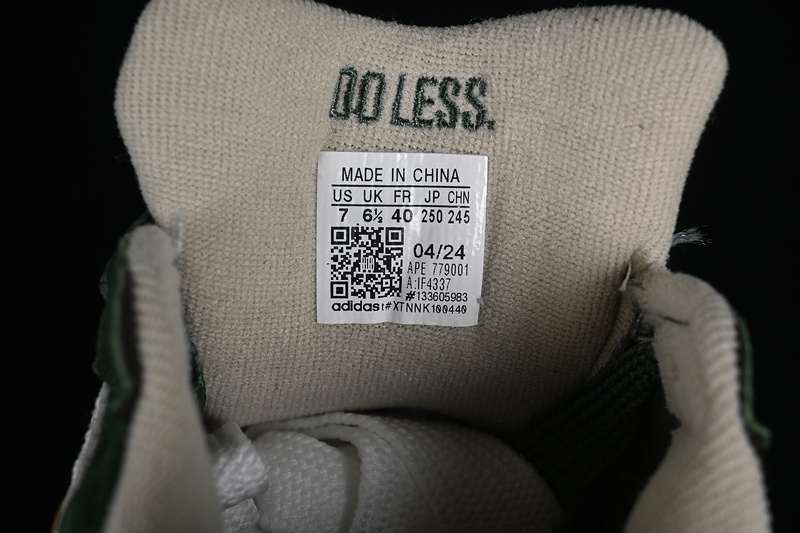 DO LESS.
MADE IN CHINA
US UK FR JP CHN
7 6½ 40 250 245
04/24
APE 779001
A:IF4337
#133605983
adidas t#XTNNK100440